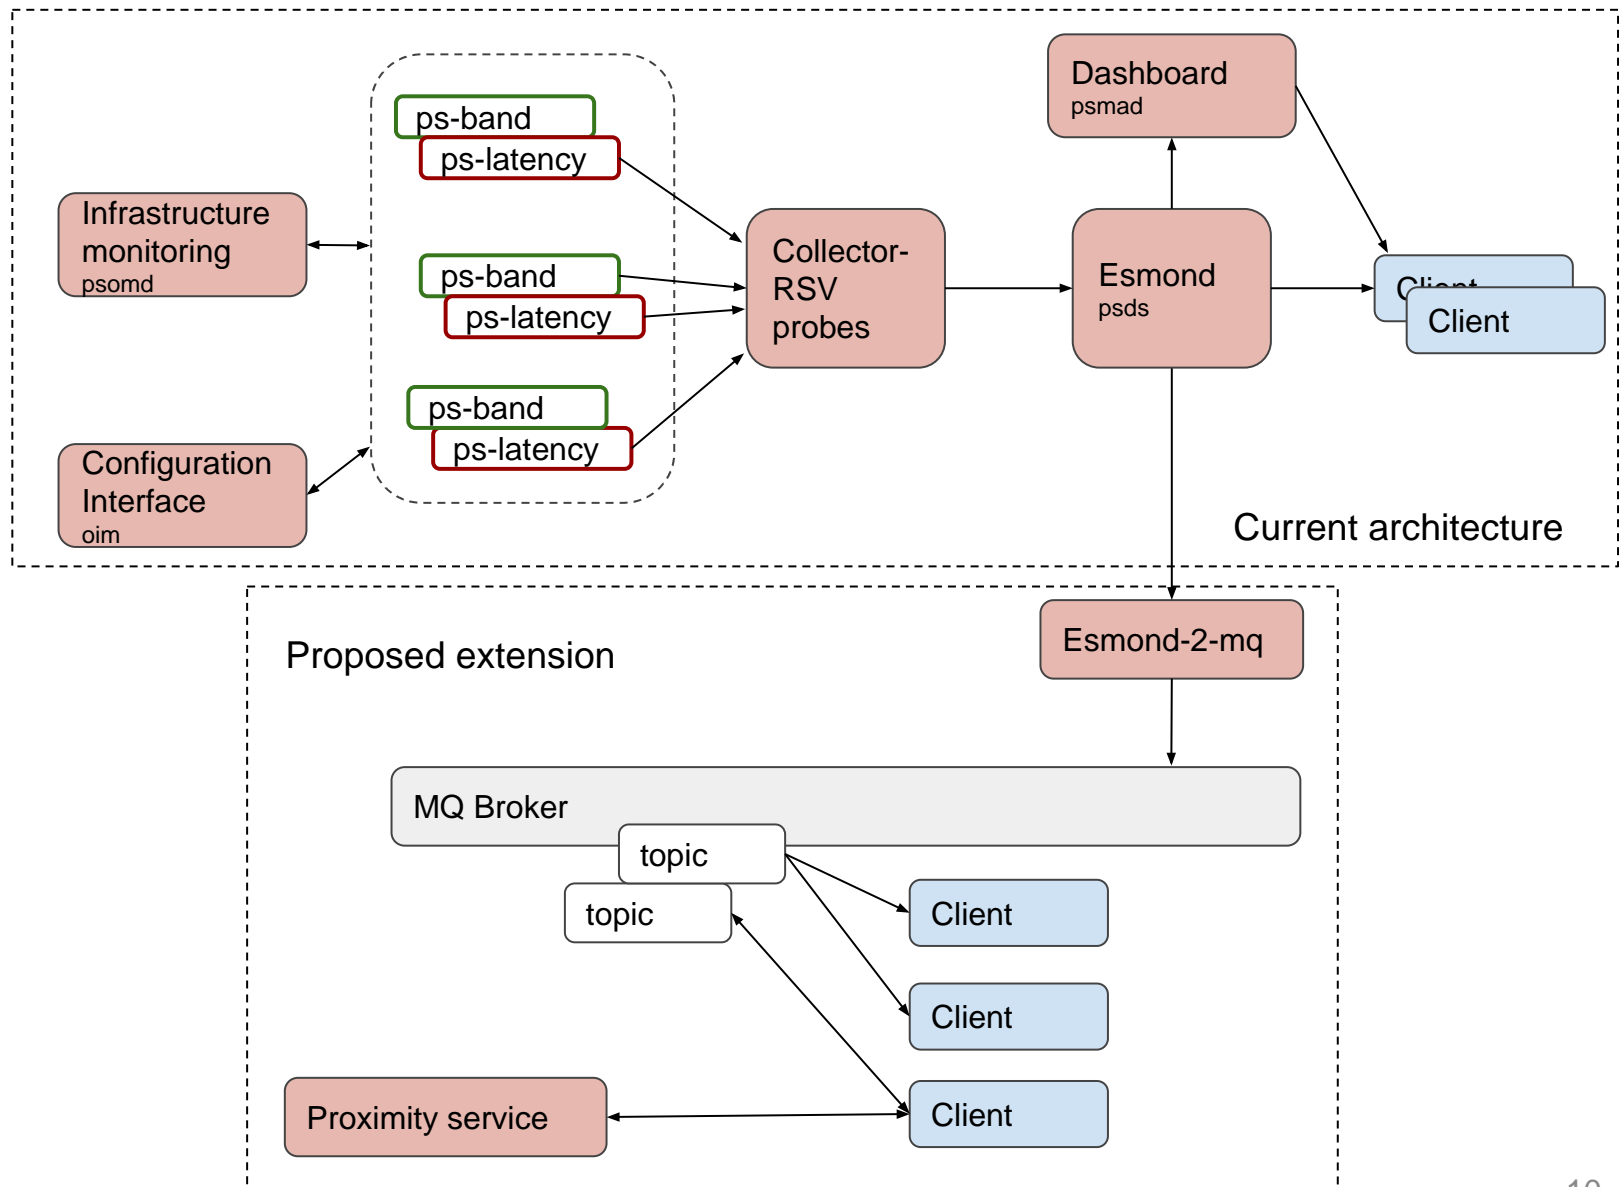 Dashboard
psmad
ps-band
ps-latency
Infrastructure
monitoring
psomd
Collector-
RSV
probes
Esmond
psds
ps-band
ps-latency
Client
Client
ps-band
ps-latency
Configuration
Interface
oim
Current architecture
Esmond-2-mq
Proposed extension
MQ Broker
topic
topic
Client
Client
Client
Proximity service